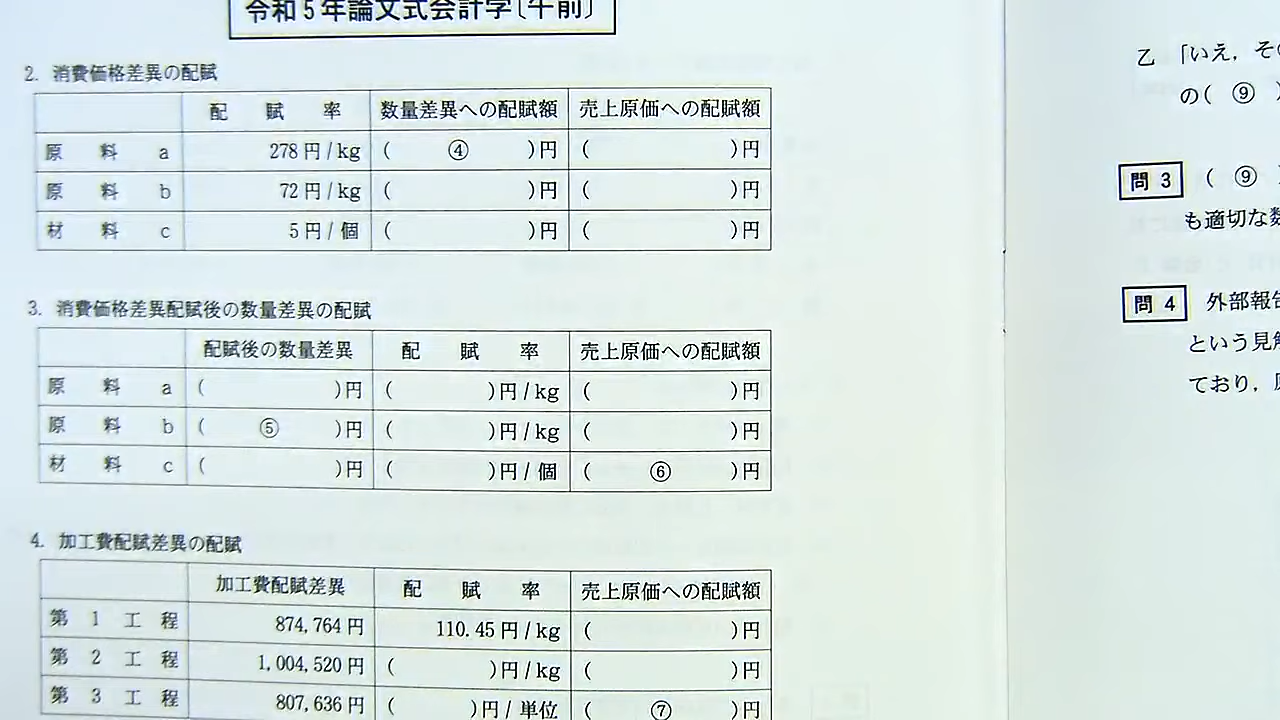 令和5年論文式会計学〔午前〕
2. 消費価格差異の配賦
配 賦 率 数量差異への配賦額 売上原価への配賦額
原 料 a 278円/kg ( ④ )円 ( )円
原 料 b 72円/kg ( )円 ( )円
材 料 c 5円/個 ( )円 ( )円
3. 消費価格差異配賦後の数量差異の配賦
配賦後の数量差異 配 賦 率 売上原価への配賦額
原 料 a ( )円 ( )円/kg ( )円
原 料 b ( ⑤ )円 ( )円/kg ( )円
材 料 c ( )円 ( )円/個 ( ⑥ )円
4. 加工費配賦差異の配賦
加工費配賦差異 配 賦 率 売上原価への配賦額
第 1 工 程 874,764円 110.45円/kg ( )円
第 2 工 程 1,004,520円 ( )円/kg ( )円
第 3 工 程 807,636円 ( )円/単位 ( ⑦ )円
乙 「いえ，その
の( ⑨ )
問 3 ( ⑨ )
も適切な数
問 4 外部報告
という見解
ており，